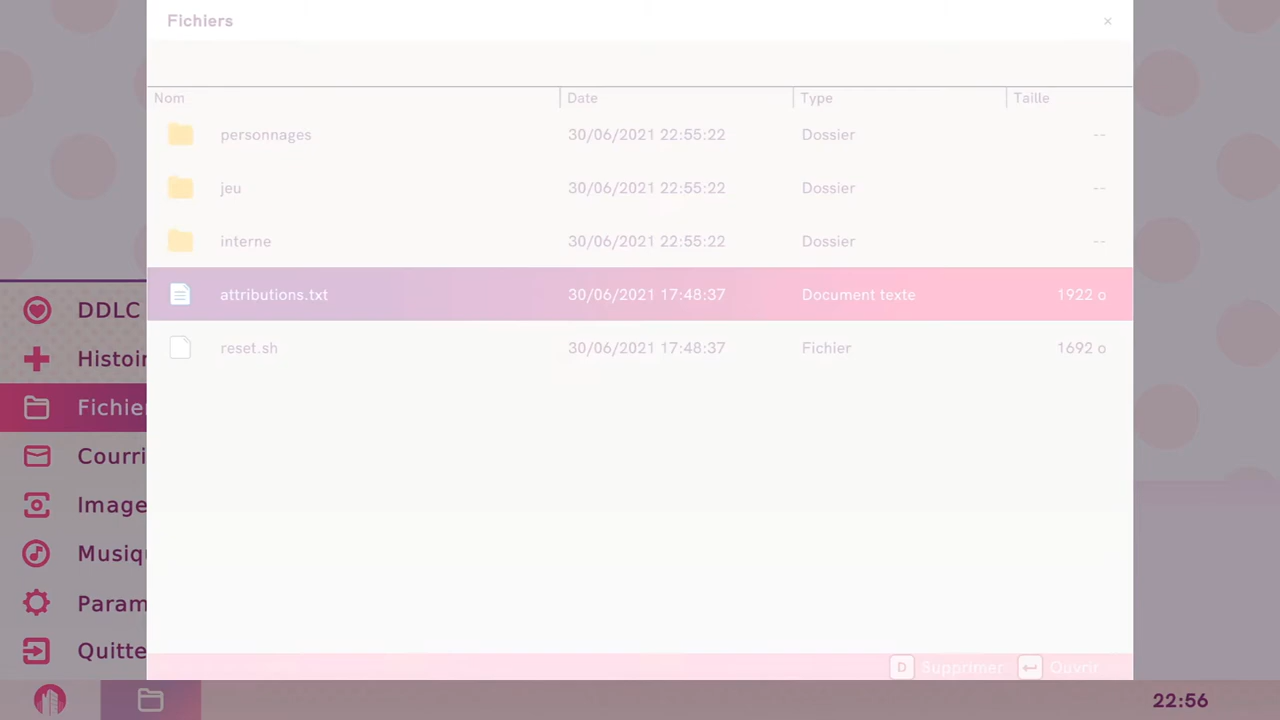 Fichiers ×
Nom Date Type Taille
personnages 30/06/2021 22:55:22 Dossier --
jeu 30/06/2021 22:55:22 Dossier --
interne 30/06/2021 22:55:22 Dossier --
attributions.txt 30/06/2021 17:48:37 Document texte 1922 o
reset.sh 30/06/2021 17:48:37 Fichier 1692 o
DDLC
Histoir
Fichie
Courri
Image
Musiq
Param
Quitte
D Supprimer Ouvrir
22:56